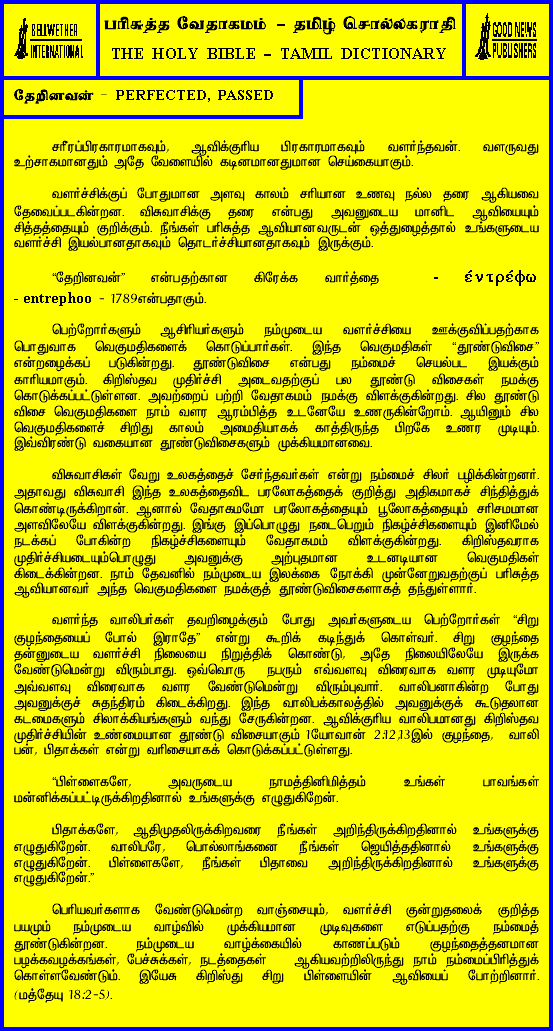 BELLWETHER
INTERNATIONAL
பரிசுத்த வேதாகமம் – தமிழ் சொல்லகராதி
THE HOLY BIBLE – TAMIL DICTIONARY
GOOD NEWS
PUBLISHERS
தேறினவன் – PERFECTED, PASSED
சரீரப்பிரகாரமாகவும், ஆவிக்குரிய பிரகாரமாகவும் வளர்ந்தவன். வளருவது
உற்சாகமானதும் அதே வேளையில் கடினமானதுமான செய்கையாகும்.
வளர்ச்சிக்குப் போதுமான அளவு காலம் சரியான உணவு நல்ல தரை ஆகியவை
தேவைப்படகின்றன. விசுவாசிக்கு தரை என்பது அவனுடைய மானிட ஆவியையும்
சித்தத்தையும் குறிக்கும். நீங்கள் பரிசுத்த ஆவியானவருடன் ஒத்துழைத்தால் உங்களுடைய
வளர்ச்சி இயல்பானதாகவும் தொடர்ச்சியானதாகவும் இருக்கும்.
“தேறினவன்” என்பதற்கான கிரேக்க வார்த்தை - έντρέφω
- entrephoo - 1789என்பதாகும்.
பெற்றோர்களும் ஆசிரியர்களும் நம்முடைய வளர்ச்சியை ஊக்குவிப்பதற்காக
பொதுவாக வெகுமதிகளைக் கொடுப்பார்கள். இந்த வெகுமதிகள் “தூண்டுவிசை”
என்றழைக்கப் படுகின்றது. தூண்டுவிசை என்பது நம்மைச் செயல்பட இயக்கும்
காரியமாகும். கிறிஸ்தவ முதிர்ச்சி அடைவதற்குப் பல தூண்டு விசைகள் நமக்கு
கொடுக்கப்பட்டுள்ளன. அவற்றைப் பற்றி வேதாகமம் நமக்கு விளக்குகின்றது. சில தூண்டு
விசை வெகுமதிகளை நாம் வளர ஆரம்பித்த உடனேயே உணருகின்றோம். ஆயினும் சில
வெகுமதிகளைச் சிறிது காலம் அமைதியாகக் காத்திருந்த பிறகே உணர முடியும்.
இவ்விரண்டு வகையான தூண்டுவிசைகளும் முக்கியமானவை.
விசுவாசிகள் வேறு உலகத்தைச் சேர்ந்தவர்கள் என்று நம்மைச் சிலர் பழிக்கின்றனர்.
அதாவது விசுவாசி இந்த உலகத்தைவிட பரலோகத்தைக் குறித்து அதிகமாகச் சிந்தித்துக்
கொண்டிருக்கிறான். ஆனால் வேதாகமமோ பரலோகத்தையும் பூலோகத்தையும் சரிசமமான
அளவிலேயே விளக்குகின்றது. இங்கு இப்பொழுது நடைபெறும் நிகழ்ச்சிகளையும் இனிமேல்
நடக்கப் போகின்ற நிகழ்ச்சிகளையும் வேதாகமம் விளக்குகின்றது. கிறிஸ்தவராக
முதிர்ச்சியடையும்பொழுது அவனுக்கு அற்புதமான உடனடியான வெகுமதிகள்
கிடைக்கின்றன. நாம் தேவனில் நம்முடைய இலக்கை நோக்கி முன்னேறுவதற்குப் பரிசுத்த
ஆவியானவர் அந்த வெகுமதிகளை நமக்குத் தூண்டுவிசைகளாகத் தந்துள்ளார்.
வளர்ந்த வாலிபர்கள் தவறிழைக்கும் போது அவர்களுடைய பெற்றோர்கள் “சிறு
குழந்தையைப் போல் இராதே” என்று கூறிக் கடிந்துக் கொள்வர். சிறு குழந்தை
தன்னுடைய வளர்ச்சி நிலையை நிறுத்திக் கொண்டு, அதே நிலையிலேயே இருக்க
வேண்டுமென்று விரும்பாது. ஒவ்வொரு நபரும் எவ்வளவு விரைவாக வளர முடியுமோ
அவ்வளவு விரைவாக வளர வேண்டுமென்று விரும்புவார். வாலிபனாகின்ற போது
அவனுக்குச் சுதந்திரம் கிடைக்கிறது. இந்த வாலிபக்காலத்தில் அவனுக்குக் கூடுதலான
கடமைகளும் சிலாக்கியங்களும் வந்து சேருகின்றன. ஆவிக்குரிய வாலிபமானது கிறிஸ்தவ
முதிர்ச்சியின் உண்மையான தூண்டு விசையாகும் 1யோவான் 2:12,13இல் குழந்தை, வாலி
பன், பிதாக்கள் என்று வரிசையாகக் கொடுக்கப்பட்டுள்ளது.
“பிள்ளைகளே, அவருடைய நாமத்தினிமித்தம் உங்கள் பாவங்கள்
மன்னிக்கப்பட்டிருக்கிறதினால் உங்களுக்கு எழுதுகிறேன்.
பிதாக்களே, ஆதிமுதலிருக்கிறவரை நீங்கள் அறிந்திருக்கிறதினால் உங்களுக்கு
எழுதுகிறேன். வாலிபரே, பொல்லாங்கனை நீங்கள் ஜெயித்ததினால் உங்களுக்கு
எழுதுகிறேன். பிள்ளைகளே, நீங்கள் பிதாவை அறிந்திருக்கிறதினால் உங்களுக்கு
எழுதுகிறேன்.”
பெரியவர்களாக வேண்டுமென்ற வாஞ்சையும், வளர்ச்சி குன்றுதலைக் குறித்த
பயமும் நம்முடைய வாழ்வில் முக்கியமான முடிவுகளை எடுப்பதற்கு நம்மைத்
தூண்டுகின்றன. நம்முடைய வாழ்க்கையில் காணப்படும் குழந்தைத்தனமான
பழக்கவழக்கங்கள், பேச்சுக்கள், நடத்தைகள் ஆகியவற்றிலிருந்து நாம் நம்மைப்பிரித்துக்
கொள்ளவேண்டும். இயேசு கிறிஸ்து சிறு பிள்ளையின் ஆவியைப் போற்றினார்.
(மத்தேயு 18:2-5).